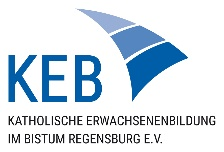 KEB
KATHOLISCHE ERWACHSENENBILDUNG
IM BISTUM REGENSBURG E.V.